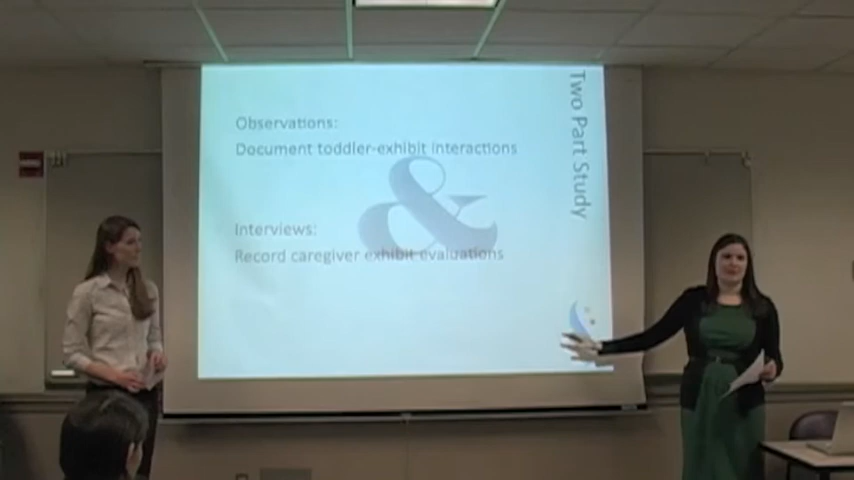 Two Part Study
Observations:
Document toddler-exhibit interactions
&
Interviews:
Record caregiver exhibit evaluations